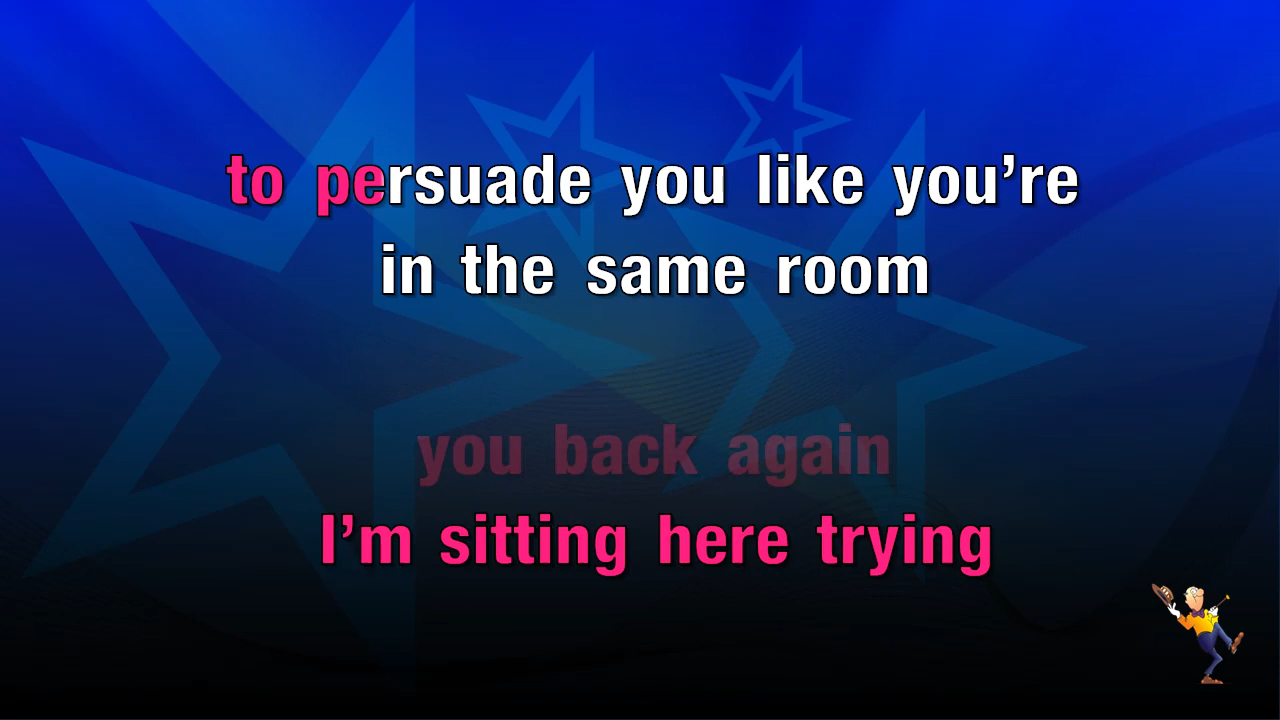 to persuade you like you’re
in the same room
you back again
I’m sitting here trying